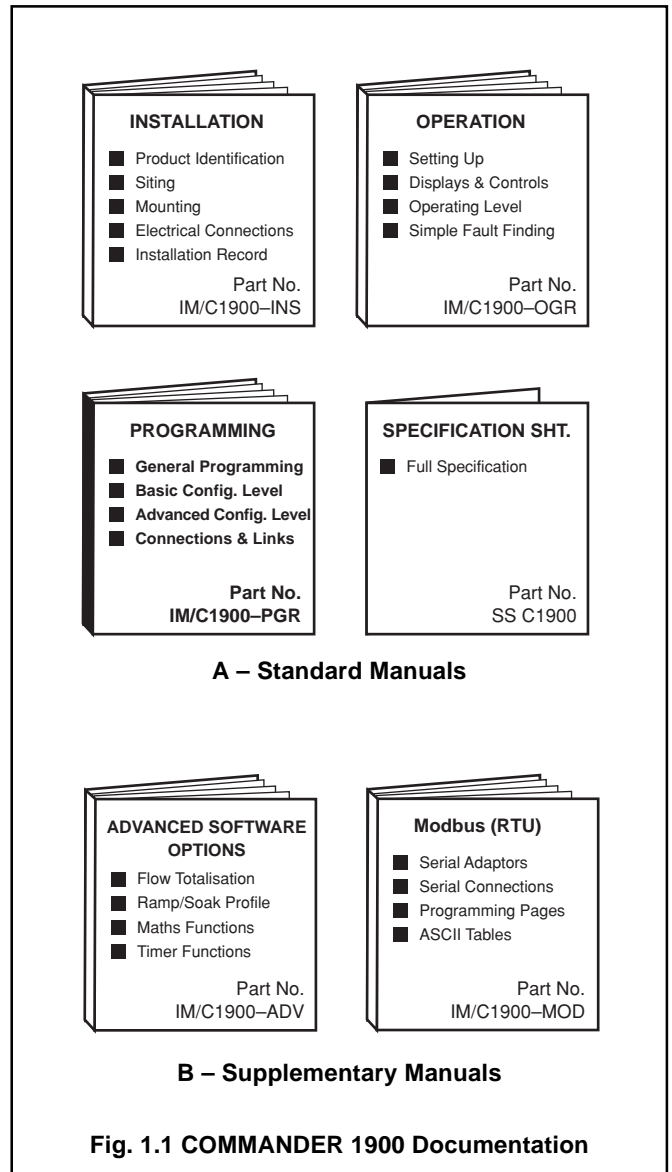 INSTALLATION
■ Product Identification
■ Siting
■ Mounting
■ Electrical Connections
■ Installation Record
Part No.
IM/C1900–INS
OPERATION
■ Setting Up
■ Displays & Controls
■ Operating Level
■ Simple Fault Finding
Part No.
IM/C1900–OGR
PROGRAMMING
■ General Programming
■ Basic Config. Level
■ Advanced Config. Level
■ Connections & Links
Part No.
IM/C1900–PGR
SPECIFICATION SHT.
■ Full Specification
Part No.
SS C1900
A – Standard Manuals
ADVANCED SOFTWARE
OPTIONS
■ Flow Totalisation
■ Ramp/Soak Profile
■ Maths Functions
■ Timer Functions
Part No.
IM/C1900–ADV
Modbus (RTU)
■ Serial Adaptors
■ Serial Connections
■ Programming Pages
■ ASCII Tables
Part No.
IM/C1900–MOD
B – Supplementary Manuals
Fig. 1.1 COMMANDER 1900 Documentation